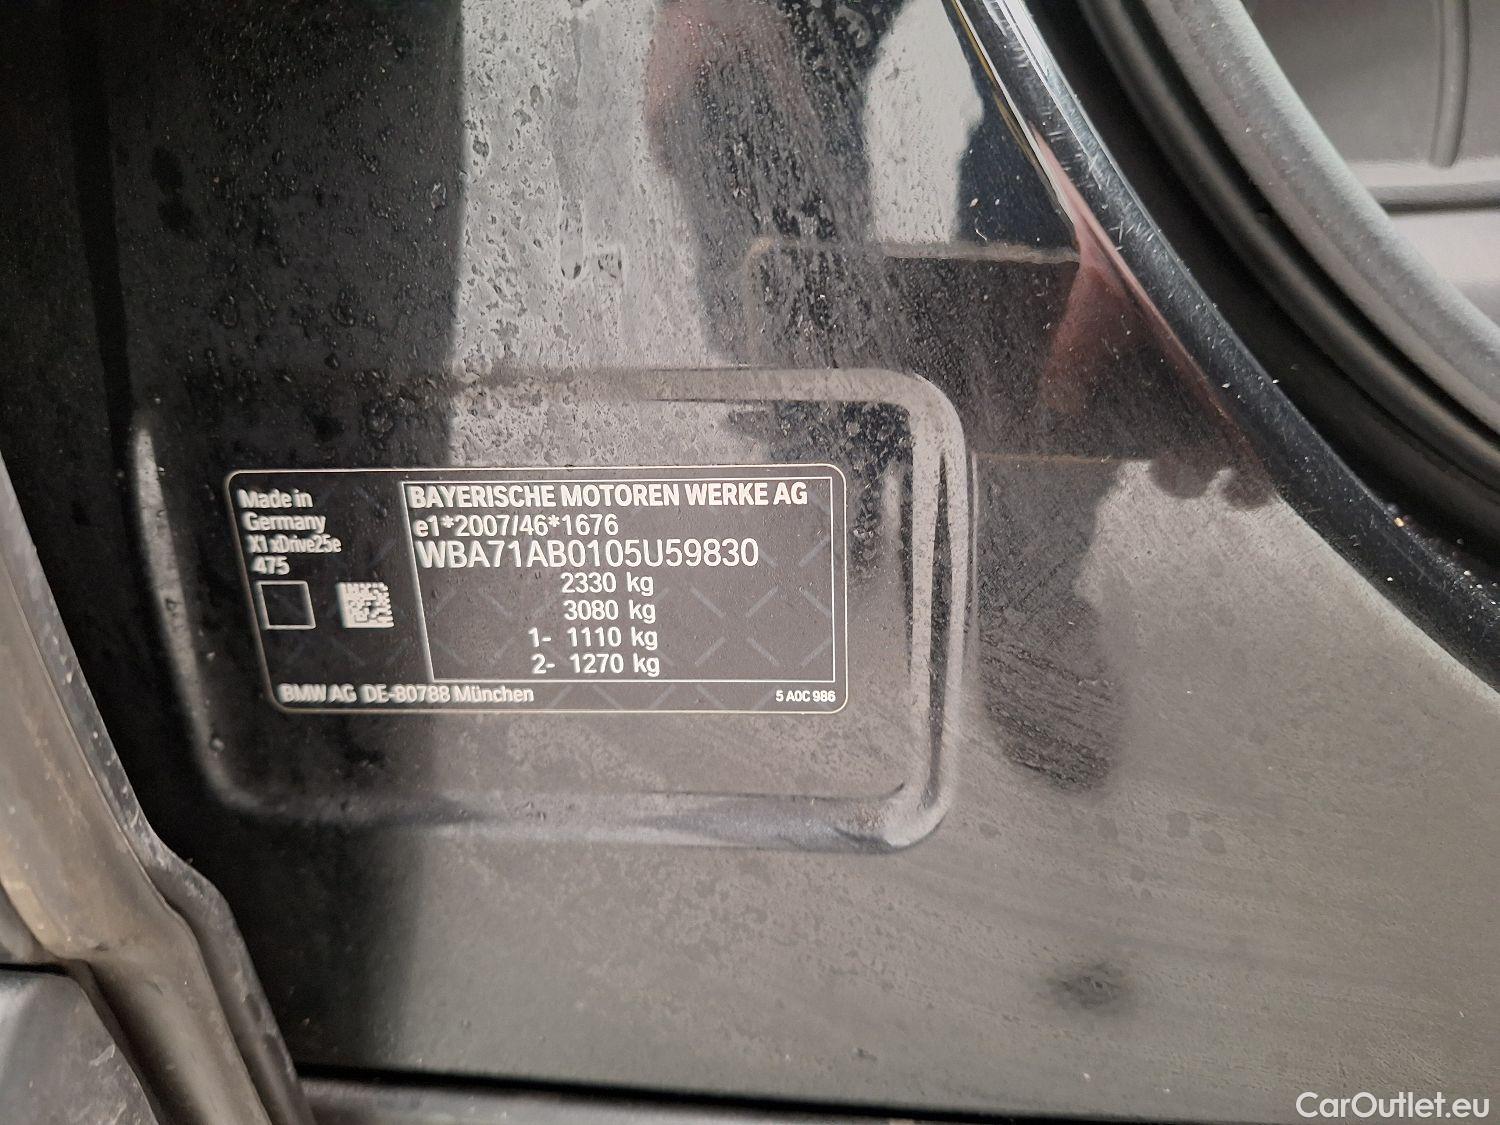 Made in
Germany
X1 xDrive25e
475
BAYERISCHE MOTOREN WERKE AG
e1*2007/46*1676
WBA71AB0105U59830
2330 kg
3080 kg
1- 1110 kg
2- 1270 kg
BMW AG DE-80788 München
5 A0C 986
CarOutlet.eu